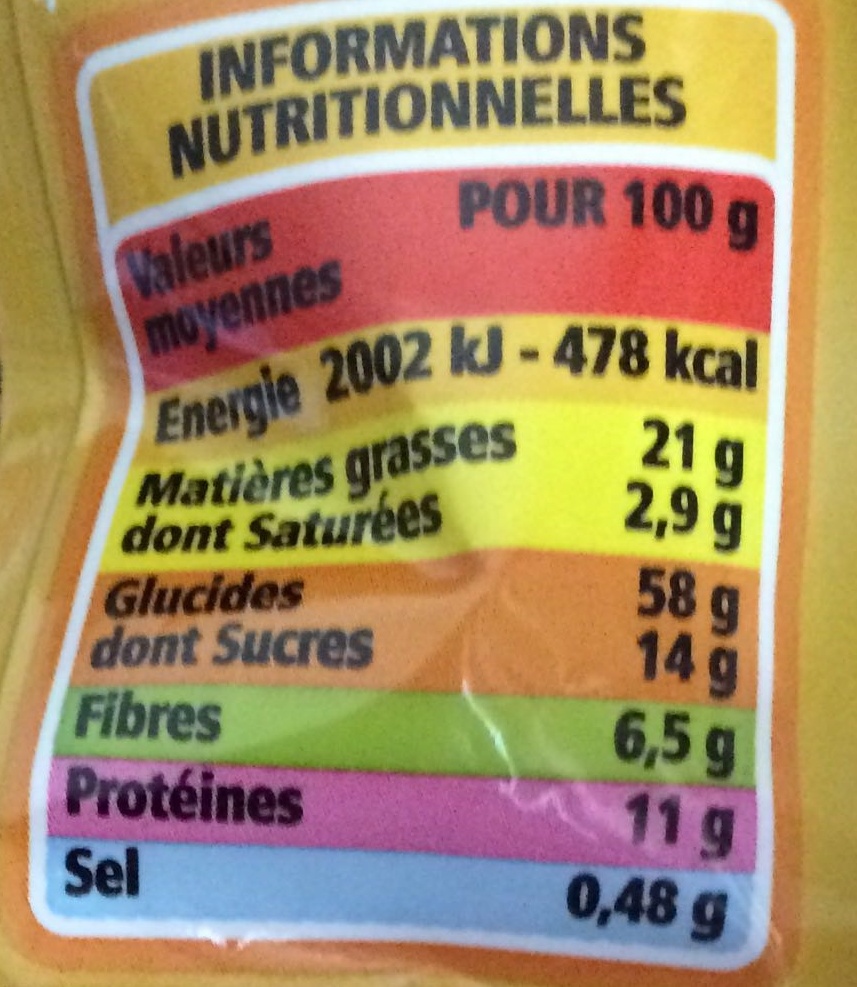 INFORMATIONS
NUTRITIONNELLES
POUR 100 g
Valeurs
moyennes
Energie 2002 kJ - 478 kcal
Matières grasses 21 g
dont Saturées 2,9 g
Glucides 58 g
dont Sucres 14 g
Fibres 6,5 g
Protéines 11 g
Sel 0,48 g